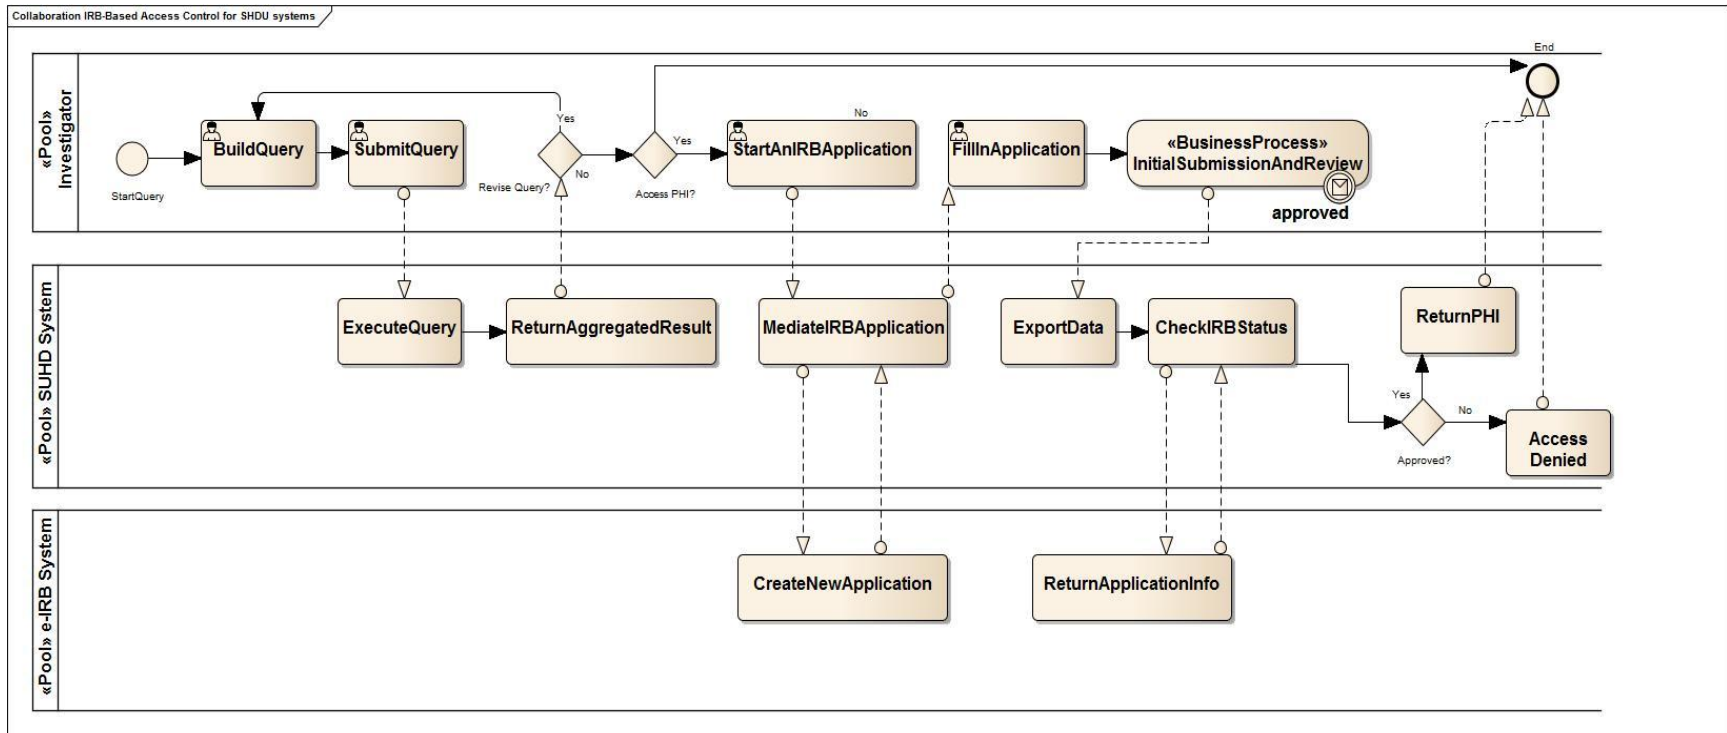 Collaboration IRB-Based Access Control for SHDU systems
End
«Pool»
Investigator
StartQuery
BuildQuery
SubmitQuery
Yes
Revise Query?
No
Access PHI?
Yes
No
StartAnIRBApplication
FillInApplication
«BusinessProcess»
InitialSubmissionAndReview
approved
«Pool» SUHD System
ExecuteQuery
ReturnAggregatedResult
MediateIRBApplication
ExportData
CheckIRBStatus
ReturnPHI
Yes
No
Approved?
Access
Denied
«Pool» e-IRB System
CreateNewApplication
ReturnApplicationInfo